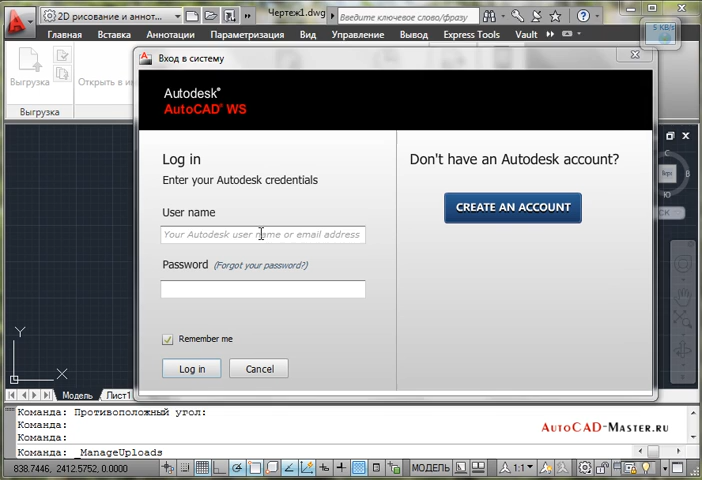 2D рисование и аннот...
Чертеж1.dwg
Введите ключевое слово/фразу
Главная Вставка Аннотации Параметризация Вид Управление Вывод Express Tools Vault
5 KB/s
Выгрузка
Открыть в
Выгрузка
Вход в систему
Autodesk®
AutoCAD® WS
Log in
Enter your Autodesk credentials
User name
Your Autodesk user name or email address
Password (Forgot your password?)
Remember me
Log in Cancel
Don't have an Autodesk account?
CREATE AN ACCOUNT
С
Верх
В
Ю
Y
X
Модель Лист1
Команда: Противоположный угол:
Команда:
Команда:
Команда: _ManageUploads
AutoCAD-Master.ru
838.7446, 2412.5752, 0.0000
МОДЕЛЬ
1:1